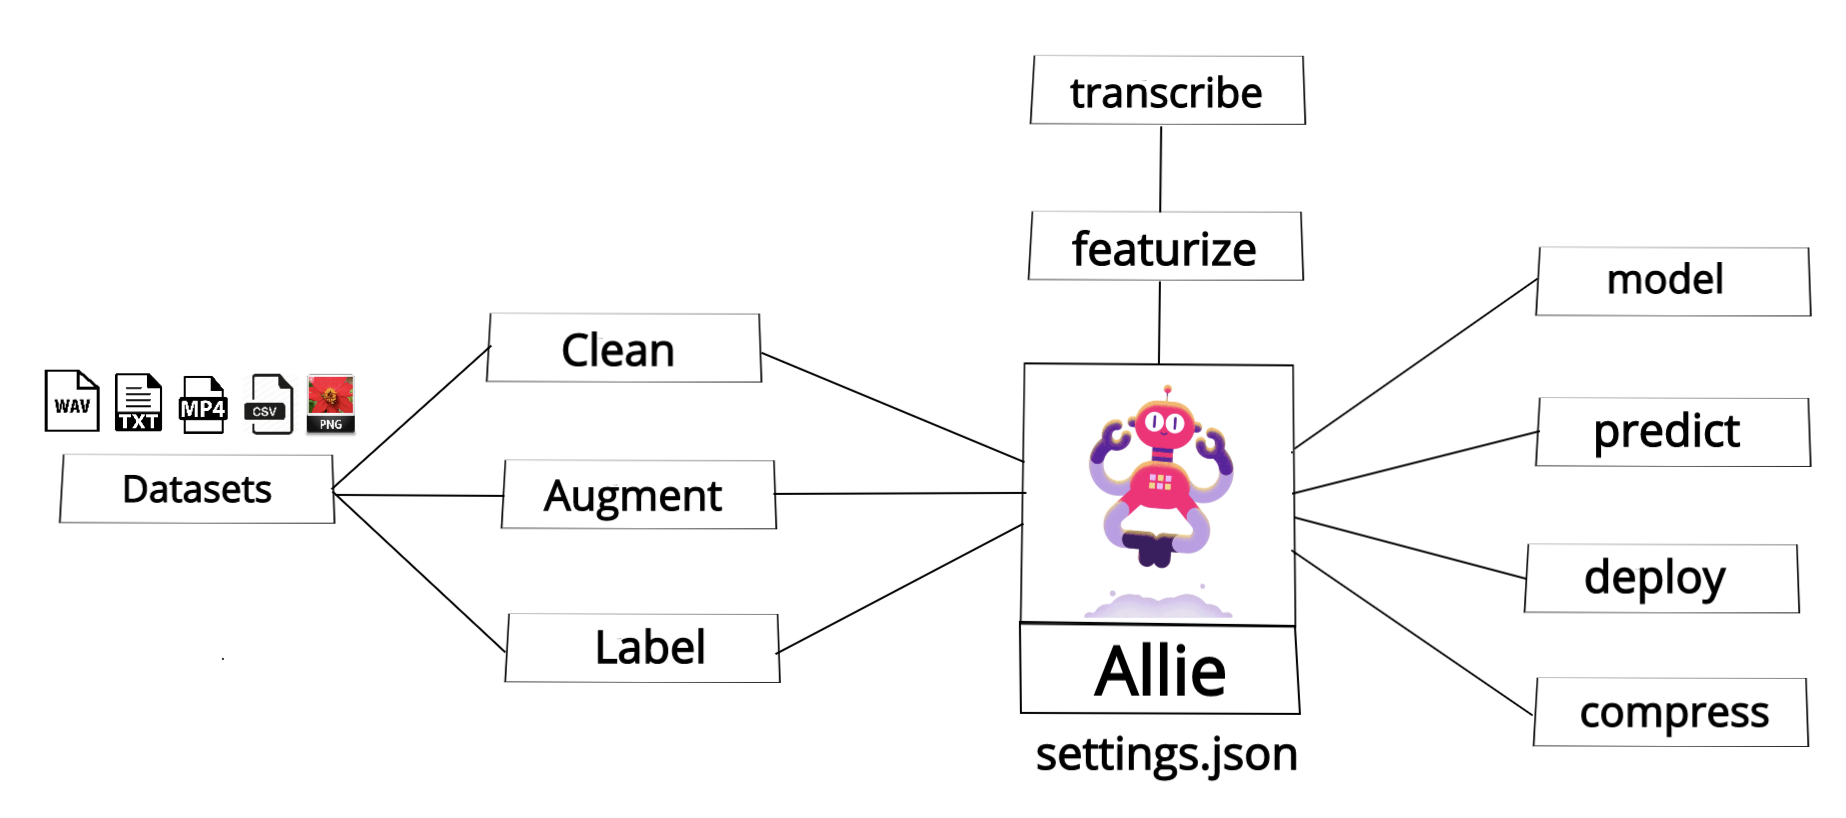 transcribe
featurize
model
Clean
WAV
TXT
MP4
CSV
PNG
predict
Datasets
Augment
deploy
Label
Allie
compress
settings.json